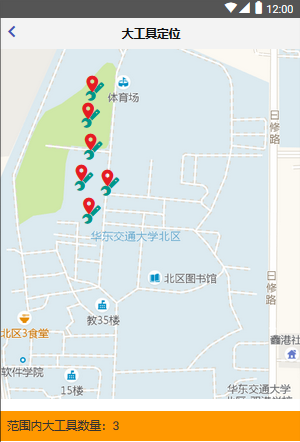 12:00
大工具定位
体育场
日修路
华东交通大学北区
北区图书馆
日修路
教35楼
北区3食堂
鑫港社
软件学院
15楼
华东交通大学
范围内大工具数量：3